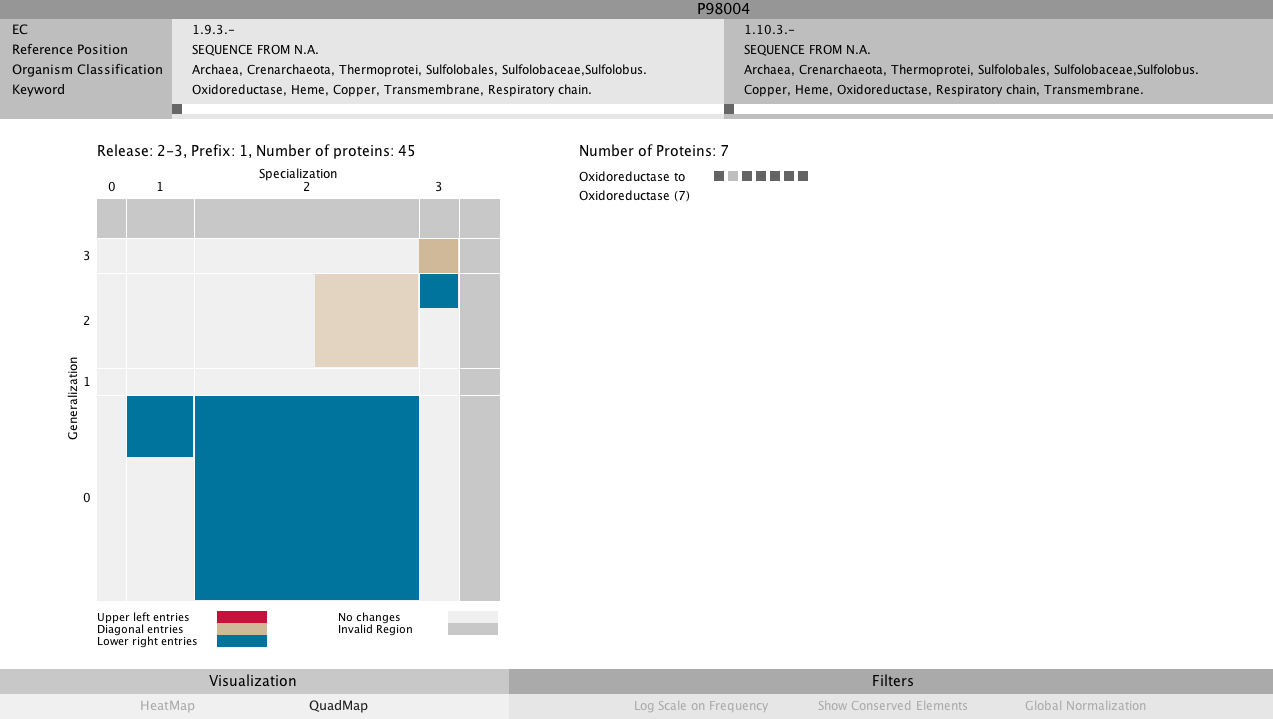 P98004
EC
Reference Position
Organism Classification
Keyword
1.9.3.-
SEQUENCE FROM N.A.
Archaea, Crenarchaeota, Thermoprotei, Sulfolobales, Sulfolobaceae,Sulfolobus.
Oxidoreductase, Heme, Copper, Transmembrane, Respiratory chain.
1.10.3.-
SEQUENCE FROM N.A.
Archaea, Crenarchaeota, Thermoprotei, Sulfolobales, Sulfolobaceae,Sulfolobus.
Copper, Heme, Oxidoreductase, Respiratory chain, Transmembrane.
Release: 2-3, Prefix: 1, Number of proteins: 45
Specialization
0 1 2 3
3
2
1
0
Generalization
Upper left entries
Diagonal entries
Lower right entries
No changes
Invalid Region
Number of Proteins: 7
Oxidoreductase to
Oxidoreductase (7)
Visualization
HeatMap QuadMap
Filters
Log Scale on Frequency Show Conserved Elements Global Normalization